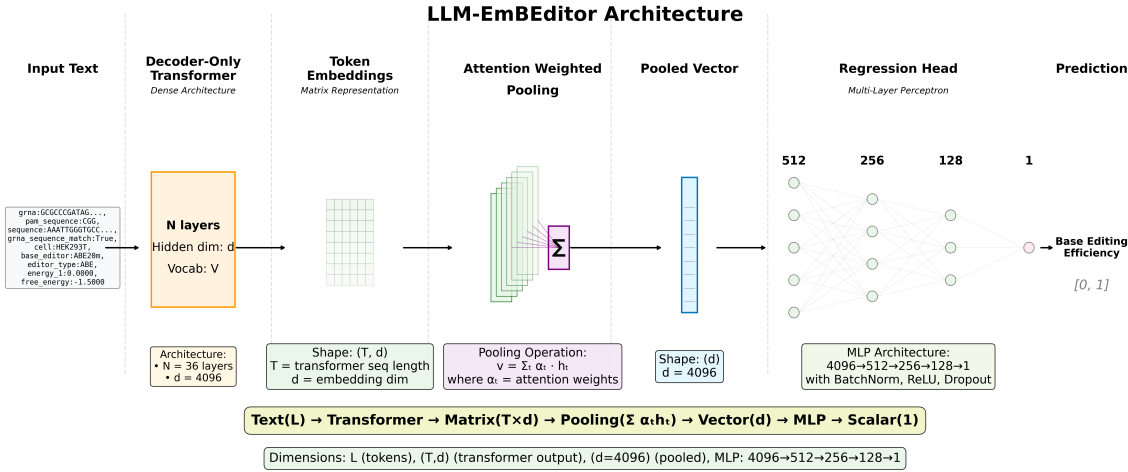 LLM-EmBEditor Architecture
Input Text
Decoder-Only
Transformer
Dense Architecture
Token
Embeddings
Matrix Representation
Attention Weighted
Pooling
Pooled Vector
Regression Head
Multi-Layer Perceptron
Prediction
grna:GCGCCCGATAG...,
pam_sequence:CGG,
sequence:AAATTGGGTGCC...,
grna_sequence_match:True,
cell:HEK293T,
base_editor:ABE20m,
editor_type:ABE,
energy_1:0.0000,
free_energy:-1.5000
N layers
Hidden dim: d
Vocab: V
Σ
512
256
128
1
Base Editing
Efficiency
[0, 1]
Architecture:
• N = 36 layers
• d = 4096
Shape: (T, d)
T = transformer seq length
d = embedding dim
Pooling Operation:
v = Σₜ αₜ · hₜ
where αₜ = attention weights
Shape: (d)
d = 4096
MLP Architecture:
4096→512→256→128→1
with BatchNorm, ReLU, Dropout
Text(L) → Transformer → Matrix(T×d) → Pooling(Σ αₜhₜ) → Vector(d) → MLP → Scalar(1)
Dimensions: L (tokens), (T,d) (transformer output), (d=4096) (pooled), MLP: 4096→512→256→128→1